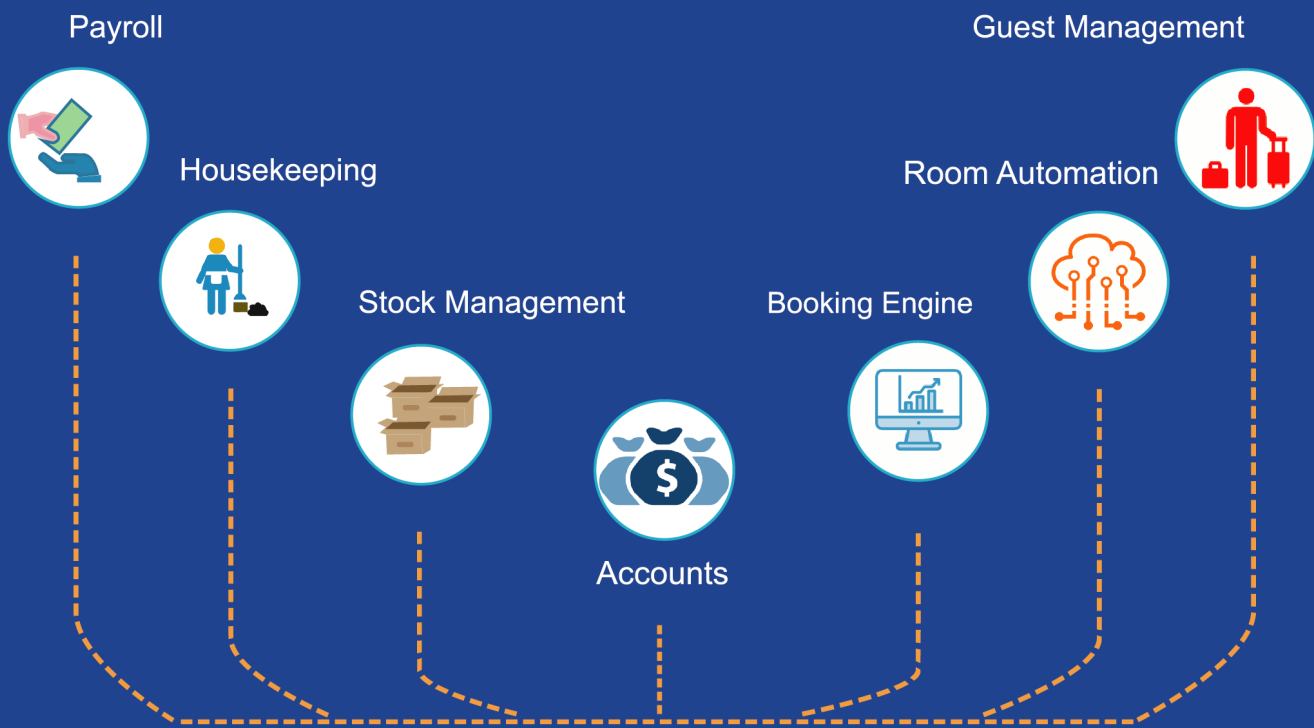 Payroll
Guest Management
Housekeeping
Room Automation
Stock Management
Booking Engine
$
Accounts